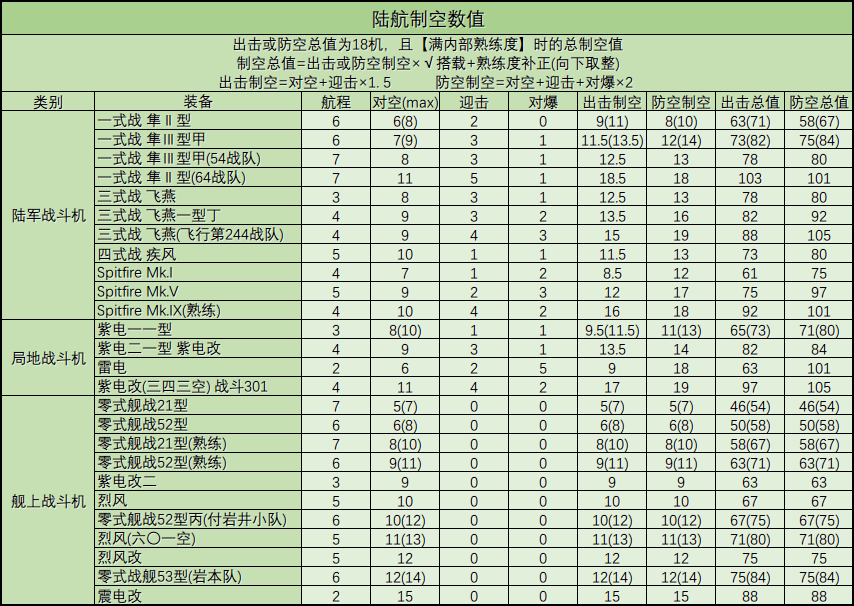 陆航制空数值
出击或防空总值为18机，且【满内部熟练度】时的总制空值
制空总值=出击或防空制空×√搭载+熟练度补正(向下取整)
出击制空=对空+迎击×1.5 防空制空=对空+迎击+对爆×2
类别 装备 航程 对空(max) 迎击 对爆 出击制空 防空制空 出击总值 防空总值
陆军战斗机
一式战 隼Ⅱ型 6 6(8) 2 0 9(11) 8(10) 63(71) 58(67)
一式战 隼Ⅲ型甲 6 7(9) 3 1 11.5(13.5) 12(14) 73(82) 75(84)
一式战 隼Ⅲ型甲(54战队) 7 8 3 1 12.5 13 78 80
一式战 隼Ⅱ型(64战队) 7 11 5 1 18.5 18 103 101
三式战 飞燕 3 8 3 1 12.5 13 78 80
三式战 飞燕一型丁 4 9 3 2 13.5 16 82 92
三式战 飞燕(飞行第244战队) 4 9 4 3 15 19 88 105
四式战 疾风 5 10 1 1 11.5 13 73 80
Spitfire Mk.I 4 7 1 2 8.5 12 61 75
Spitfire Mk.V 5 9 2 3 12 17 75 97
Spitfire Mk.IX(熟练) 4 10 4 2 16 18 92 101
局地战斗机
紫电一一型 3 8(10) 1 1 9.5(11.5) 11(13) 65(73) 71(80)
紫电二一型 紫电改 4 9 3 1 13.5 14 82 84
雷电 2 6 2 5 9 18 63 101
紫电改(三四三空) 战斗301 4 11 4 2 17 19 97 105
舰上战斗机
零式舰战21型 7 5(7) 0 0 5(7) 5(7) 46(54) 46(54)
零式舰战52型 6 6(8) 0 0 6(8) 6(8) 50(58) 50(58)
零式舰战21型(熟练) 7 8(10) 0 0 8(10) 8(10) 58(67) 58(67)
零式舰战52型(熟练) 6 9(11) 0 0 9(11) 9(11) 63(71) 63(71)
紫电改二 3 9 0 0 9 9 63 63
烈风 5 10 0 0 10 10 67 67
零式舰战52型丙(付岩井小队) 6 10(12) 0 0 10(12) 10(12) 67(75) 67(75)
烈风(六〇一空) 5 11(13) 0 0 11(13) 11(13) 71(80) 71(80)
烈风改 5 12 0 0 12 12 75 75
零式战舰53型(岩本队) 6 12(14) 0 0 12(14) 12(14) 75(84) 75(84)
震电改 2 15 0 0 15 15 88 88